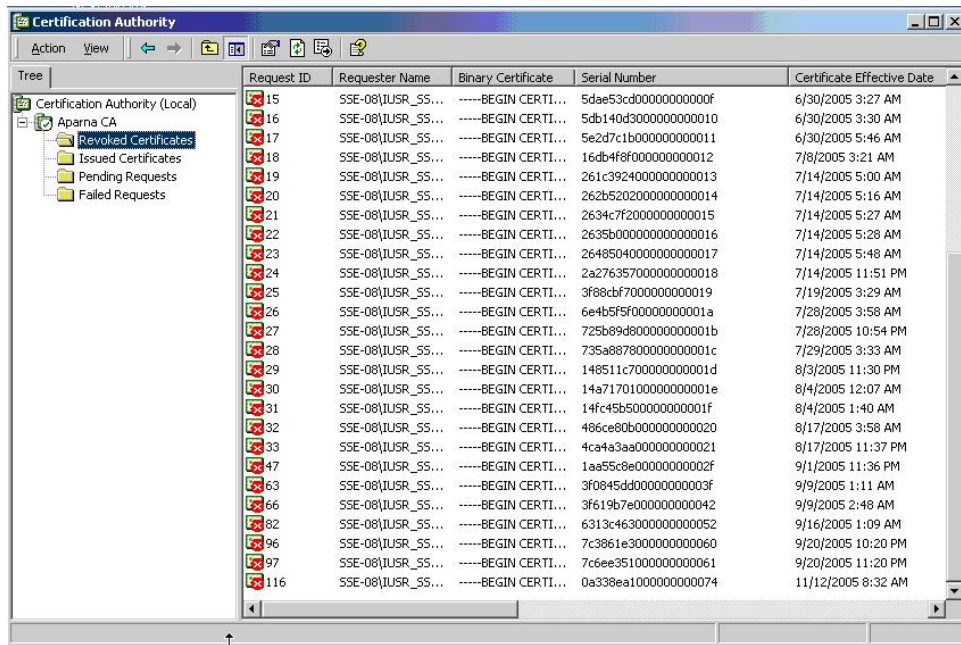 Certification Authority
Action View
Tree
Certification Authority (Local)
Aparna CA
Revoked Certificates
Issued Certificates
Pending Requests
Failed Requests
Request ID Requester Name Binary Certificate Serial Number Certificate Effective Date
15 SSE-08\IUSR_SS... -----BEGIN CERTI... 5dae53cd00000000000f 6/30/2005 3:27 AM
16 SSE-08\IUSR_SS... -----BEGIN CERTI... 5db140d3000000000010 6/30/2005 3:30 AM
17 SSE-08\IUSR_SS... -----BEGIN CERTI... 5e2d7c1b000000000011 6/30/2005 5:46 AM
18 SSE-08\IUSR_SS... -----BEGIN CERTI... 16db4f8f000000000012 7/8/2005 3:21 AM
19 SSE-08\IUSR_SS... -----BEGIN CERTI... 261c3924000000000013 7/14/2005 5:00 AM
20 SSE-08\IUSR_SS... -----BEGIN CERTI... 262b5202000000000014 7/14/2005 5:16 AM
21 SSE-08\IUSR_SS... -----BEGIN CERTI... 2634c7f2000000000015 7/14/2005 5:27 AM
22 SSE-08\IUSR_SS... -----BEGIN CERTI... 2635b000000000000016 7/14/2005 5:28 AM
23 SSE-08\IUSR_SS... -----BEGIN CERTI... 26485040000000000017 7/14/2005 5:48 AM
24 SSE-08\IUSR_SS... -----BEGIN CERTI... 2a276357000000000018 7/14/2005 11:51 PM
25 SSE-08\IUSR_SS... -----BEGIN CERTI... 3f88cbf7000000000019 7/19/2005 3:29 AM
26 SSE-08\IUSR_SS... -----BEGIN CERTI... 6e4b5f5f00000000001a 7/28/2005 3:58 AM
27 SSE-08\IUSR_SS... -----BEGIN CERTI... 725b89d800000000001b 7/28/2005 10:54 PM
28 SSE-08\IUSR_SS... -----BEGIN CERTI... 735a887800000000001c 7/29/2005 3:33 AM
29 SSE-08\IUSR_SS... -----BEGIN CERTI... 148511c700000000001d 8/3/2005 11:30 PM
30 SSE-08\IUSR_SS... -----BEGIN CERTI... 14a7170100000000001e 8/4/2005 12:07 AM
31 SSE-08\IUSR_SS... -----BEGIN CERTI... 14fc45b500000000001f 8/4/2005 1:40 AM
32 SSE-08\IUSR_SS... -----BEGIN CERTI... 486ce80b000000000020 8/17/2005 3:58 AM
33 SSE-08\IUSR_SS... -----BEGIN CERTI... 4ca4a3aa000000000021 8/17/2005 11:37 PM
47 SSE-08\IUSR_SS... -----BEGIN CERTI... 1aa55c8e00000000002f 9/1/2005 11:36 PM
63 SSE-08\IUSR_SS... -----BEGIN CERTI... 3f0845dd00000000003f 9/9/2005 1:11 AM
66 SSE-08\IUSR_SS... -----BEGIN CERTI... 3f619b7e000000000042 9/9/2005 2:48 AM
82 SSE-08\IUSR_SS... -----BEGIN CERTI... 6313c463000000000052 9/16/2005 1:09 AM
96 SSE-08\IUSR_SS... -----BEGIN CERTI... 7c3861e3000000000060 9/20/2005 10:20 PM
97 SSE-08\IUSR_SS... -----BEGIN CERTI... 7c6ee351000000000061 9/20/2005 11:20 PM
116 SSE-08\IUSR_SS... -----BEGIN CERTI... 0a338ea1000000000074 11/12/2005 8:32 AM